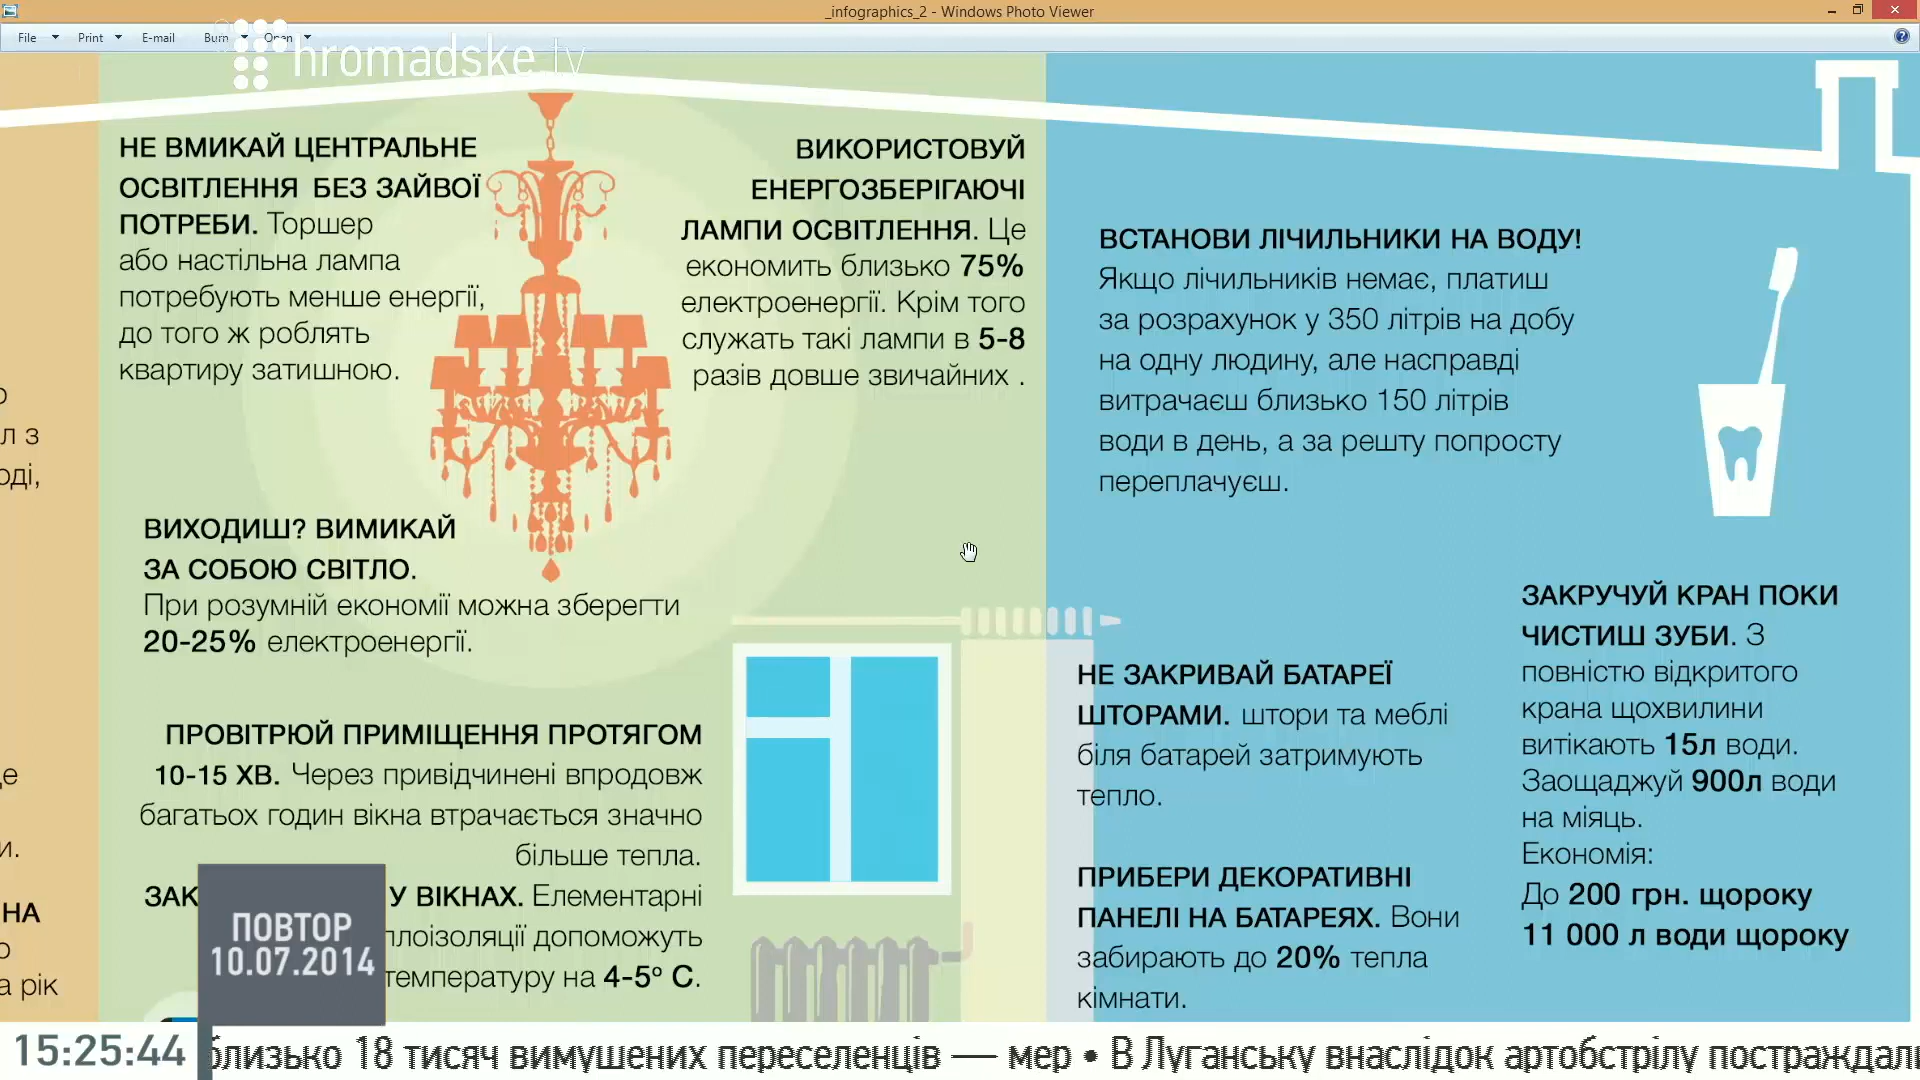 _infographics_2 - Windows Photo Viewer
File Print E-mail Burn Open
hromadske.tv
НЕ ВМИКАЙ ЦЕНТРАЛЬНЕ
ОСВІТЛЕННЯ БЕЗ ЗАЙВОЇ
ПОТРЕБИ. Торшер
або настільна лампа
потребують менше енергії,
до того ж роблять
квартиру затишною.
ВИКОРИСТОВУЙ
ЕНЕРГОЗБЕРІГАЮЧІ
ЛАМПИ ОСВІТЛЕННЯ. Це
економить близько 75%
електроенергії. Крім того
служать такі лампи в 5-8
разів довше звичайних .
ВИХОДИШ? ВИМИКАЙ
ЗА СОБОЮ СВІТЛО.
При розумній економії можна зберегти
20-25% електроенергії.
ПРОВІТРЮЙ ПРИМІЩЕННЯ ПРОТЯГОМ
10-15 ХВ. Через привідчинені впродовж
багатьох годин вікна втрачається значно
більше тепла.
У ВІКНАХ. Елементарні
допоможуть
температуру на 4-5º С.
ВСТАНОВИ ЛІЧИЛЬНИКИ НА ВОДУ!
Якщо лічильників немає, платиш
за розрахунок у 350 літрів на добу
на одну людину, але насправді
витрачаєш близько 150 літрів
води в день, а за решту попросту
переплачуєш.
НЕ ЗАКРИВАЙ БАТАРЕЇ
ШТОРАМИ. штори та меблі
біля батарей затримують
тепло.
ПРИБЕРИ ДЕКОРАТИВНІ
ПАНЕЛІ НА БАТАРЕЯХ. Вони
забирають до 20% тепла
кімнати.
ЗАКРУЧУЙ КРАН ПОКИ
ЧИСТИШ ЗУБИ. З
повністю відкритого
крана щохвилини
витікають 15л води.
Заощаджуй 900л води
на міяць.
Економія:
До 200 грн. щороку
11 000 л води щороку
л з
НА
а рік
ПОВТОР
10.07.2014
15:25:44
близько 18 тисяч вимушених переселенців — мер • В Луганську внаслідок артобстрілу постраждали